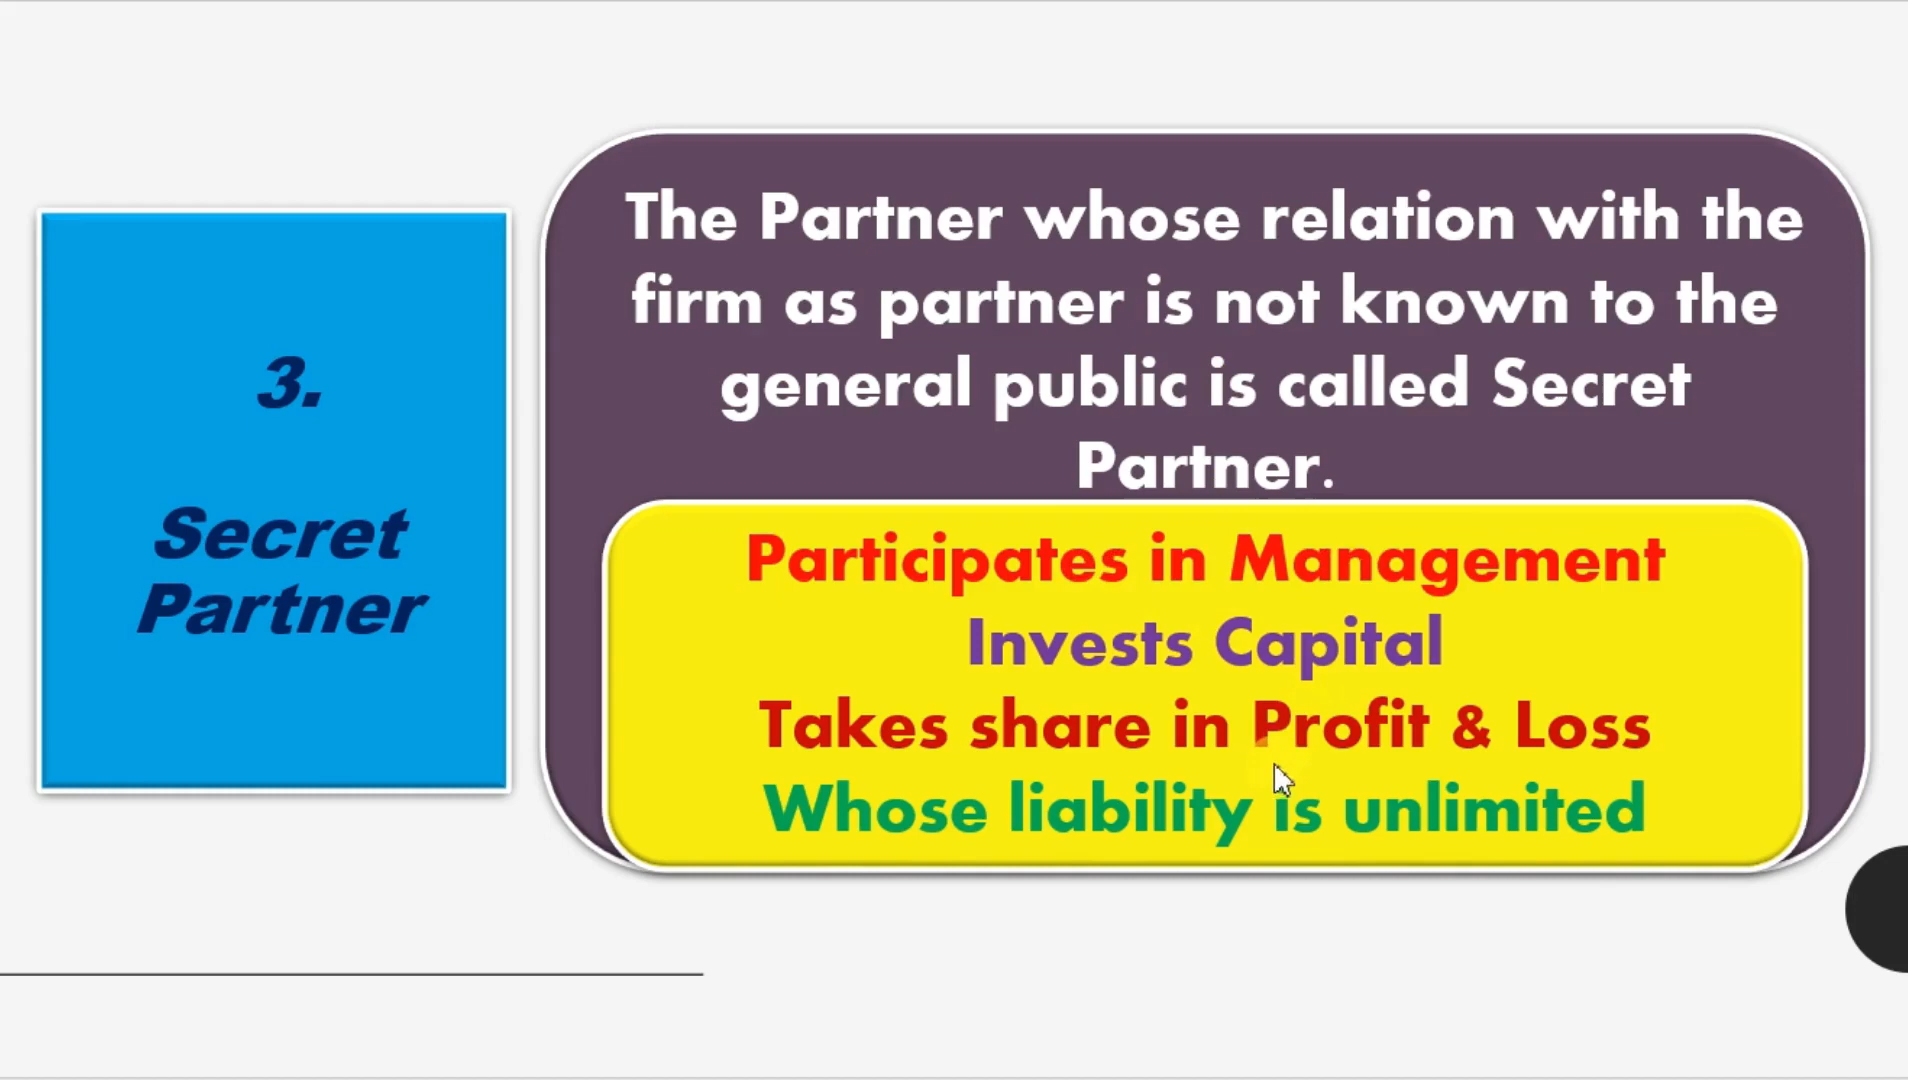 3.
Secret
Partner
The Partner whose relation with the
firm as partner is not known to the
general public is called Secret
Partner.
Participates in Management
Invests Capital
Takes share in Profit & Loss
Whose liability is unlimited